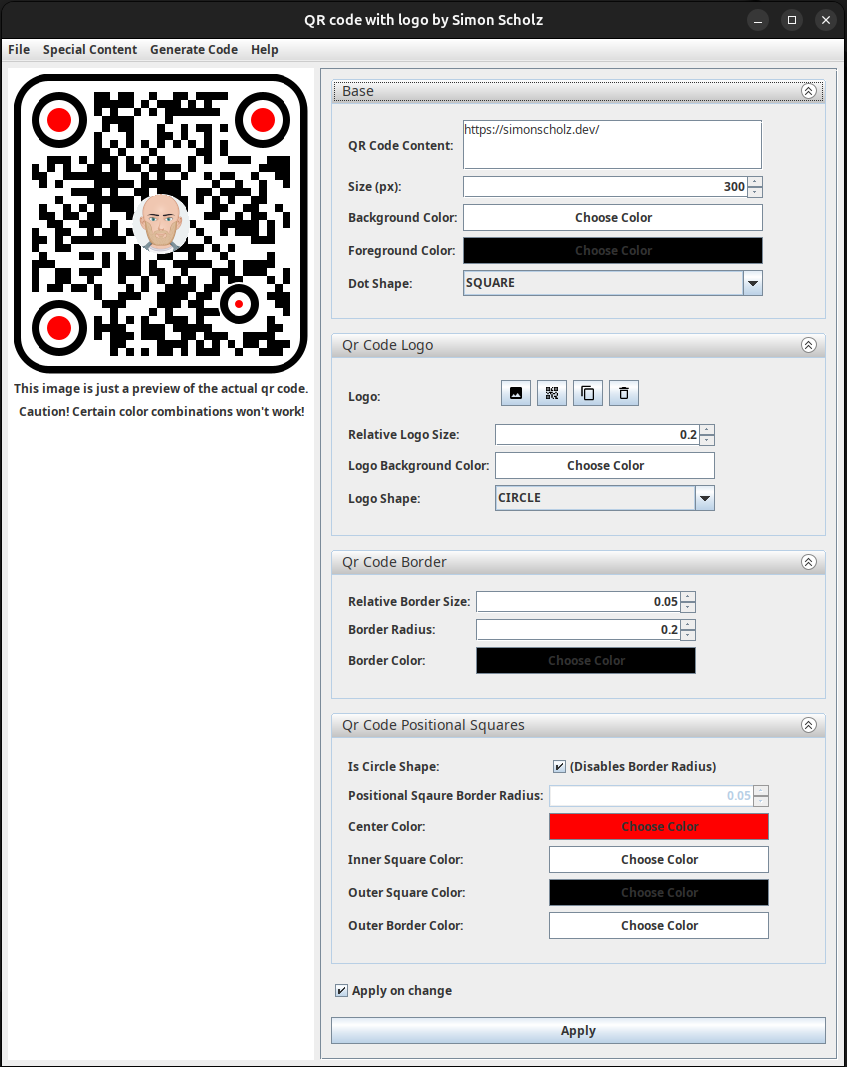 QR code with logo by Simon Scholz
File Special Content Generate Code Help
This image is just a preview of the actual qr code.
Caution! Certain color combinations won't work!
Base
QR Code Content: https://simonscholz.dev/
Size (px): 300
Background Color: Choose Color
Foreground Color: Choose Color
Dot Shape: SQUARE
Qr Code Logo
Logo:
Relative Logo Size: 0.2
Logo Background Color: Choose Color
Logo Shape: CIRCLE
Qr Code Border
Relative Border Size: 0.05
Border Radius: 0.2
Border Color: Choose Color
Qr Code Positional Squares
Is Circle Shape: (Disables Border Radius)
Positional Sqaure Border Radius: 0.05
Center Color: Choose Color
Inner Square Color: Choose Color
Outer Square Color: Choose Color
Outer Border Color: Choose Color
Apply on change
Apply